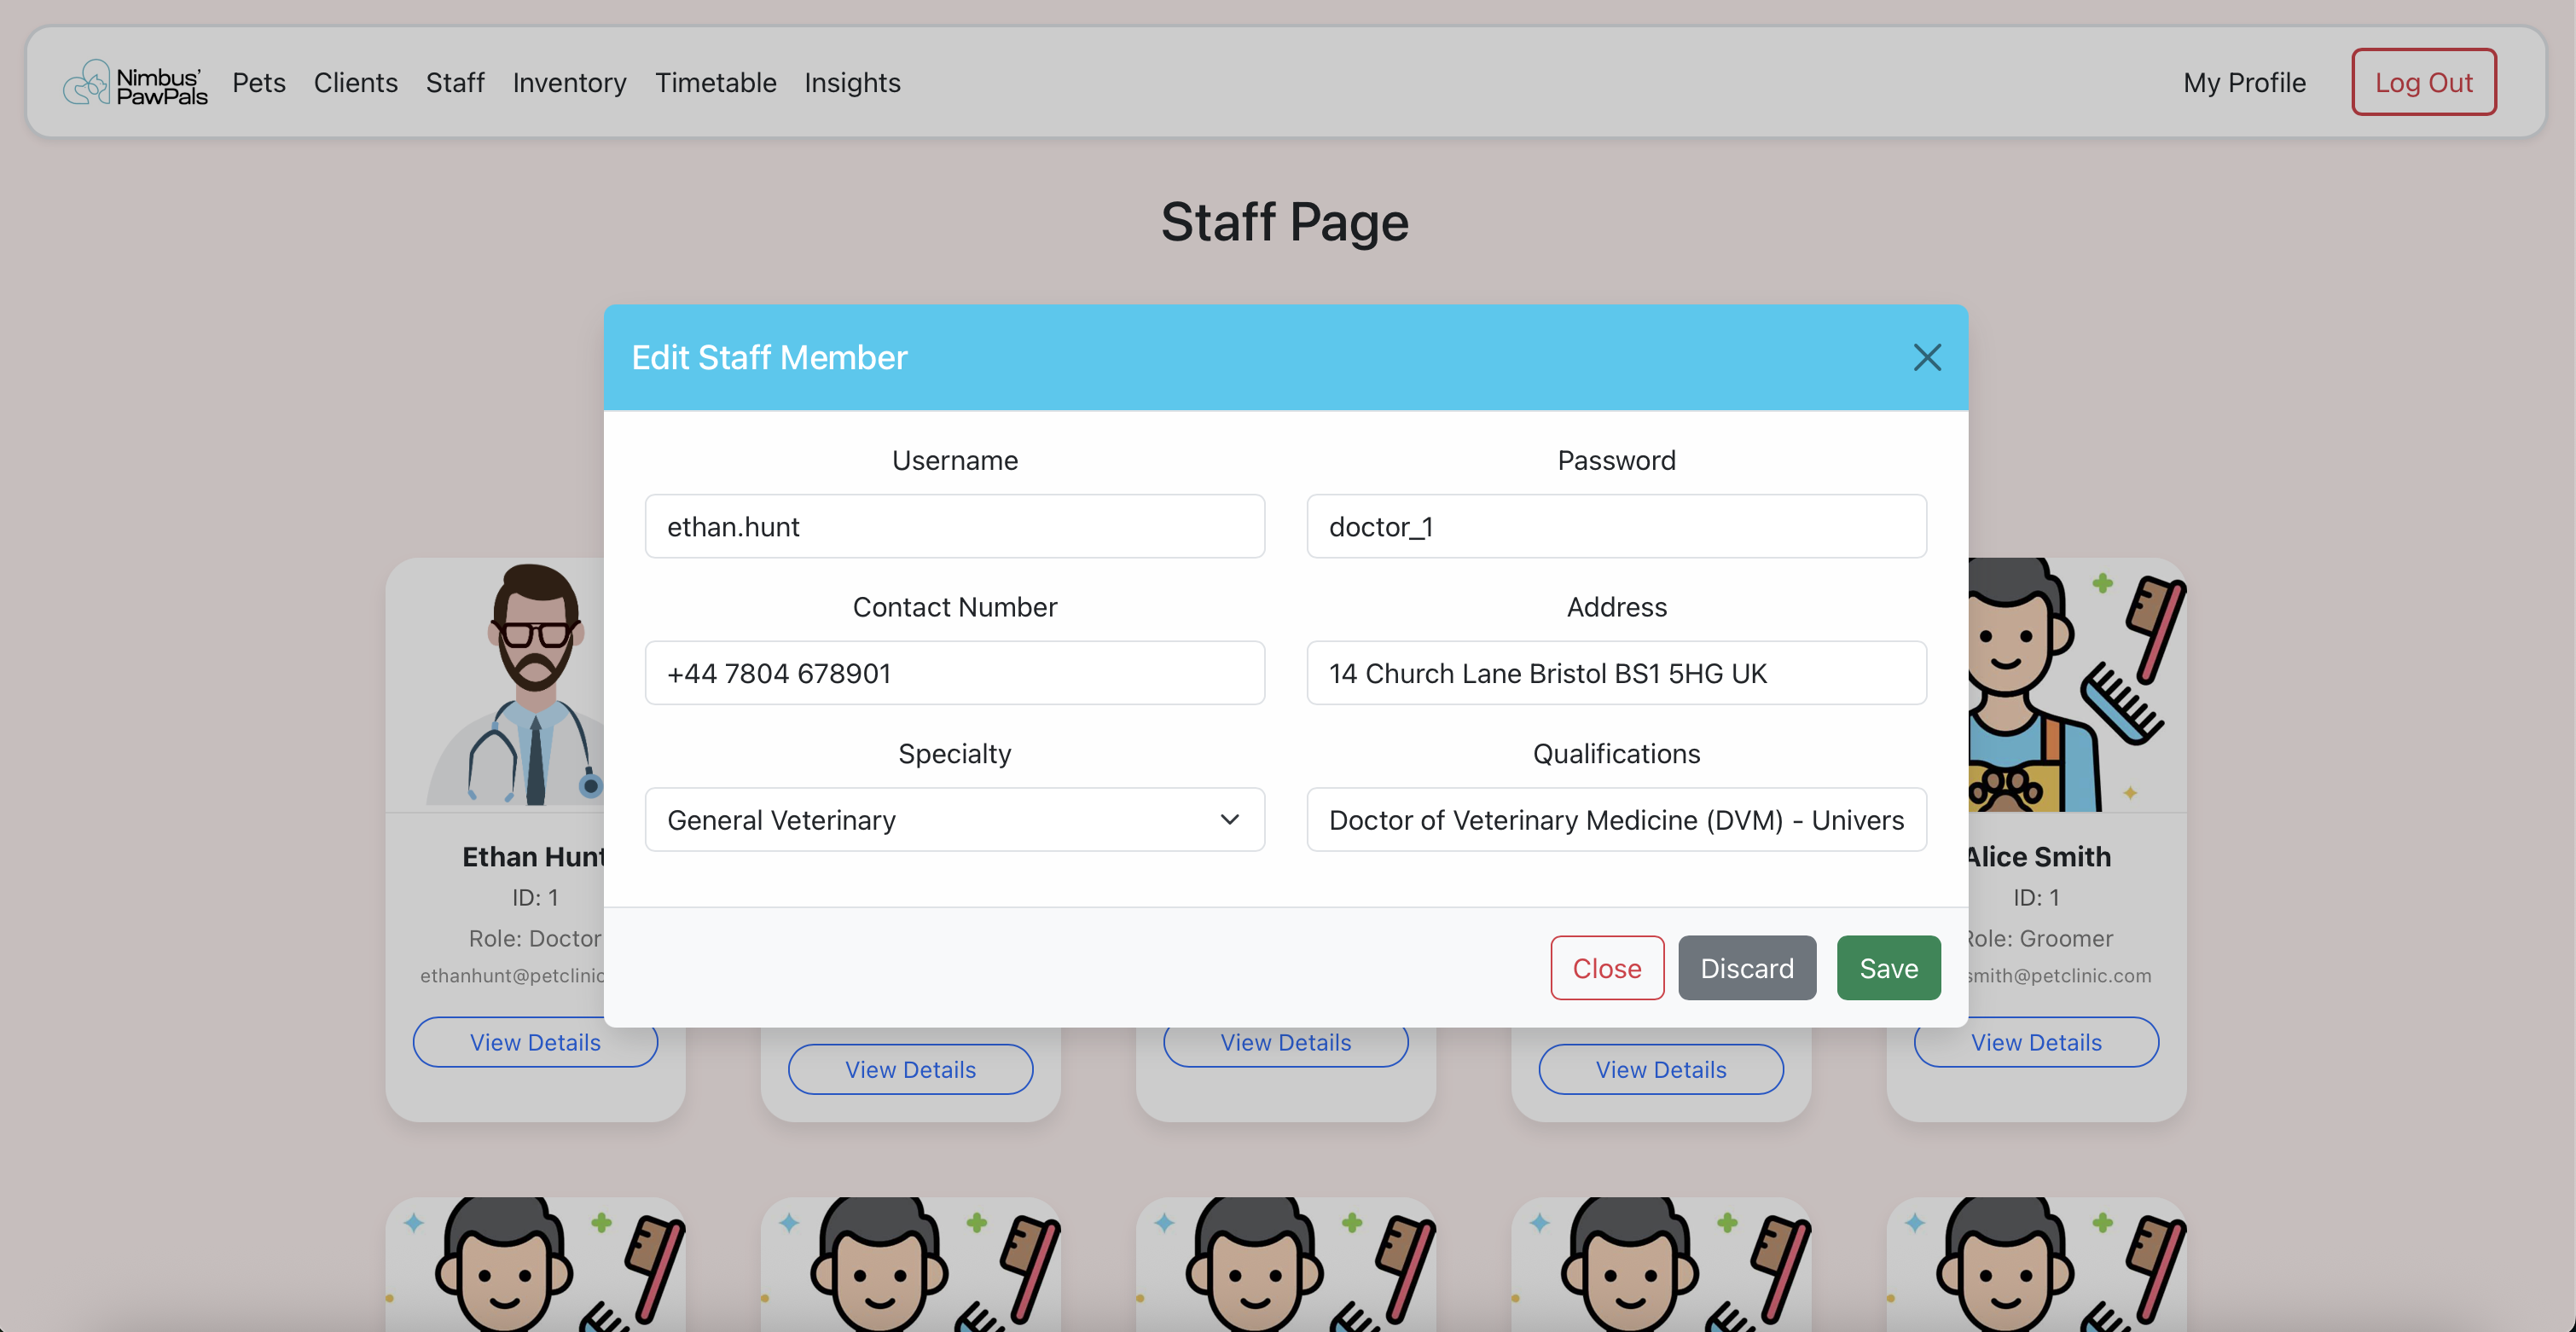 Nimbus'
PawPals
Pets Clients Staff Inventory Timetable Insights My Profile Log Out
Staff Page
Edit Staff Member
Username Password
ethan.hunt doctor_1
Contact Number Address
+44 7804 678901 14 Church Lane Bristol BS1 5HG UK
Specialty Qualifications
General Veterinary Doctor of Veterinary Medicine (DVM) - Univers
Close Discard Save
Ethan Hunt
ID: 1
Role: Doctor
ethanhunt@petclinic
View Details
View Details
View Details
View Details
Alice Smith
ID: 1
Role: Groomer
smith@petclinic.com
View Details